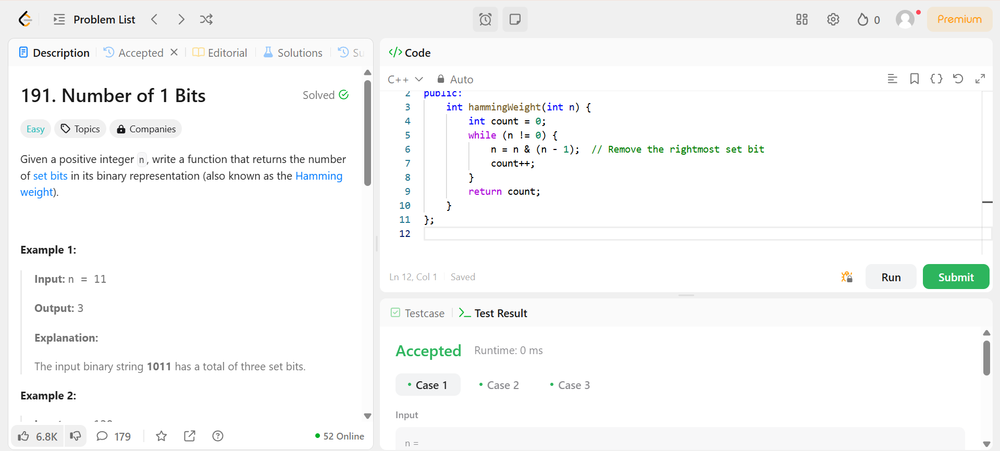 Problem List
0
Premium
Description
Accepted
Editorial
Solutions
Su
191. Number of 1 Bits
Solved
Easy
Topics
Companies
Given a positive integer n, write a function that returns the number
of set bits in its binary representation (also known as the Hamming
weight).
Example 1:
Input: n = 11
Output: 3
Explanation:
The input binary string 1011 has a total of three set bits.
Example 2:
6.8K
179
52 Online
Code
C++
Auto
2 public:
3 int hammingWeight(int n) {
4 int count = 0;
5 while (n != 0) {
6 n = n & (n - 1);  // Remove the rightmost set bit
7 count++;
8 }
9 return count;
10 }
11 };
12
Ln 12, Col 1
Saved
Run
Submit
Testcase
Test Result
Accepted
Runtime: 0 ms
Case 1
Case 2
Case 3
Input
n =